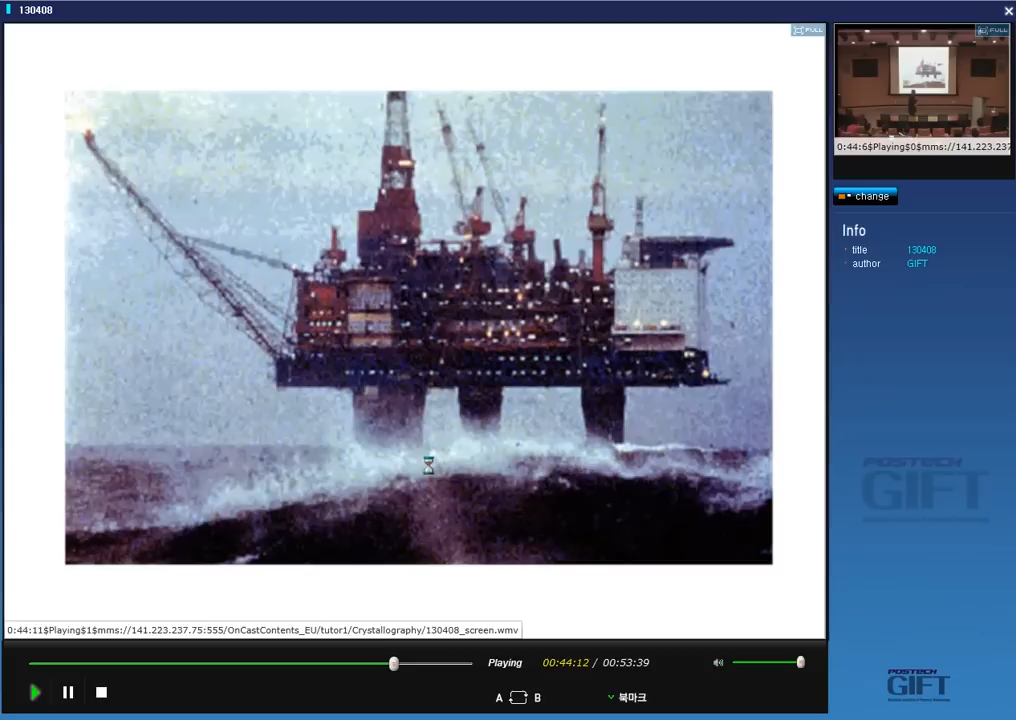 130408
FULL
FULL
0:44:6$Playing$0$mms://141.223.237
change
Info
title 130408
author GIFT
POSTECH
GIFT
0:44:11$Playing$1$mms://141.223.237.75:555/OnCastContents_EU/tutor1/Crystallography/130408_screen.wmv
Playing 00:44:12 / 00:53:39
A B 북마크
POSTECH
GIFT